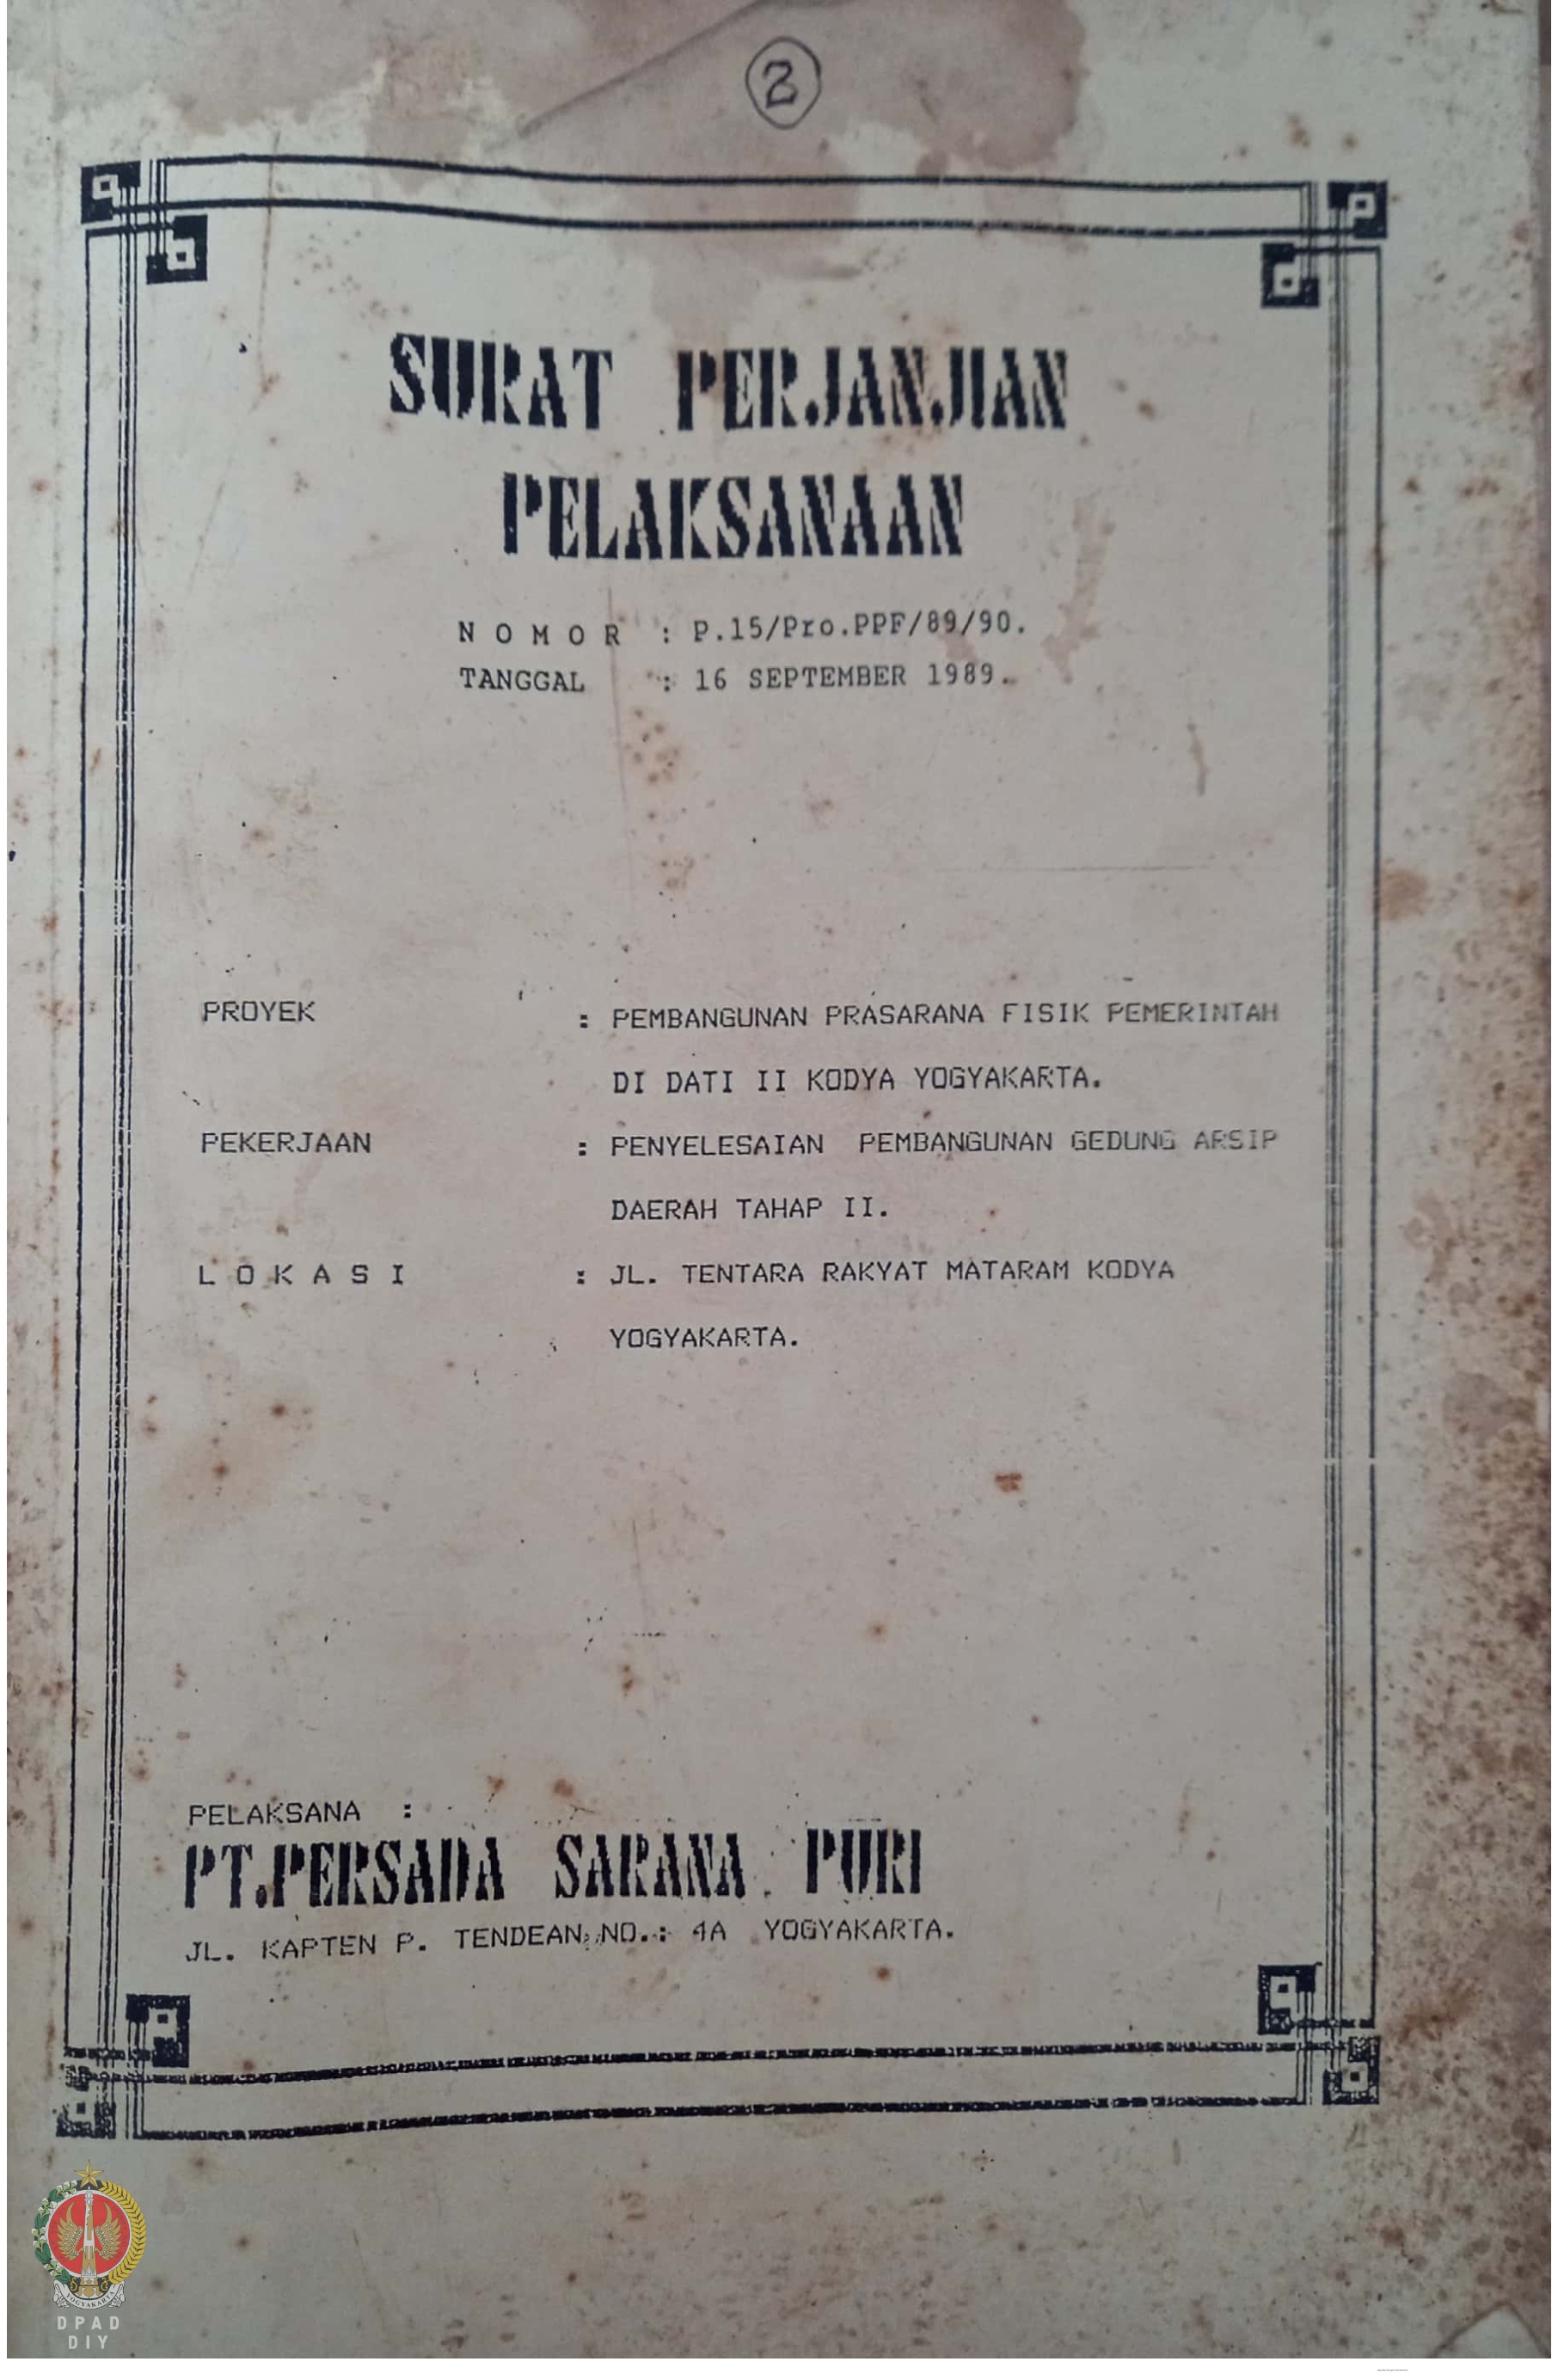 2
SURAT PERJANJIAN
PELAKSANAAN
NOMOR : P.15/Pro.PPF/89/90.
TANGGAL : 16 SEPTEMBER 1989.
PROYEK : PEMBANGUNAN PRASARANA FISIK PEMERINTAH
DI DATI II KODYA YOGYAKARTA.
PEKERJAAN : PENYELESAIAN PEMBANGUNAN GEDUNG ARSIP
DAERAH TAHAP II.
LOKASI : JL. TENTARA RAKYAT MATARAM KODYA
YOGYAKARTA.
PELAKSANA :
PT.PERSADA SARANA PURI
JL. KAPTEN P. TENDEAN NO.: 4A YOGYAKARTA.
YOGYAKARTA
DPAD
DIY